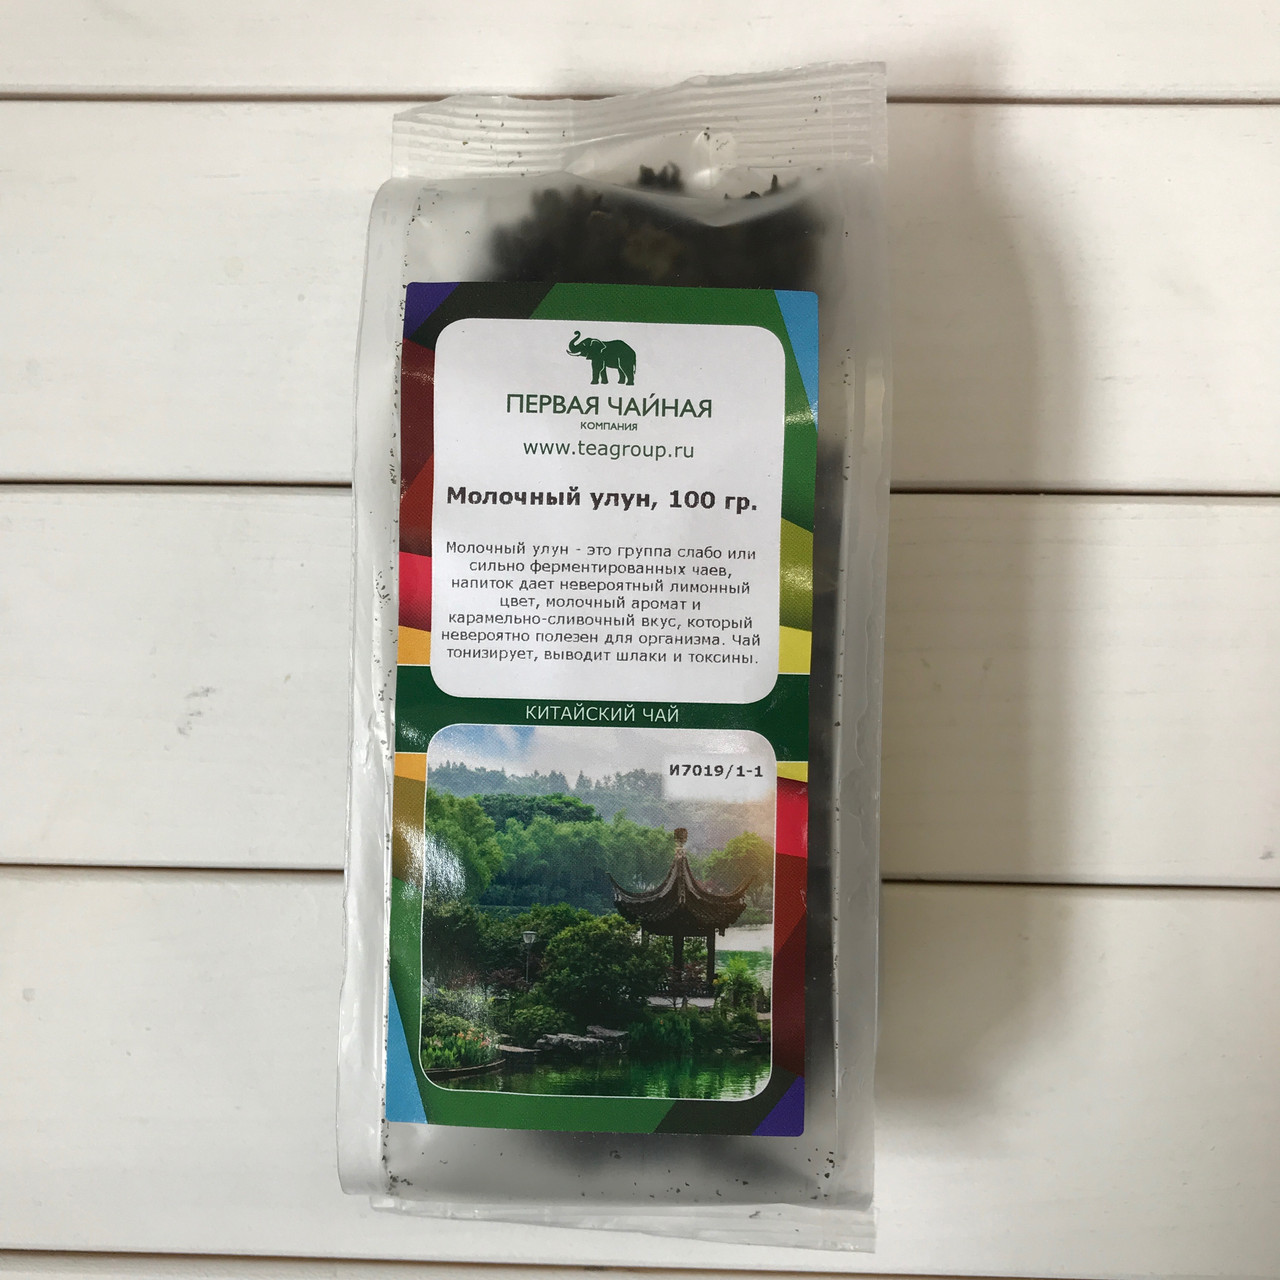 ПЕРВАЯ ЧАЙНАЯ
КОМПАНИЯ
www.teagroup.ru
Молочный улун, 100 гр.
Молочный улун - это группа слабо или
сильно ферментированных чаев,
напиток дает невероятный лимонный
цвет, молочный аромат и
карамельно-сливочный вкус, который
невероятно полезен для организма. Чай
тонизирует, выводит шлаки и токсины.
КИТАЙСКИЙ ЧАЙ
И7019/1-1